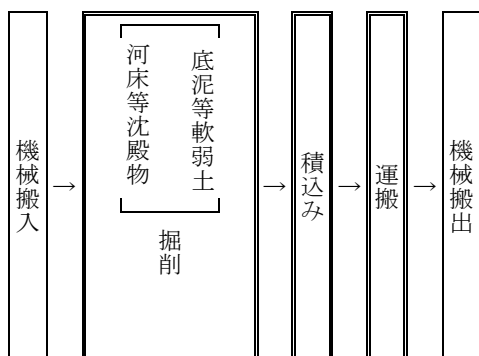 機械搬入
→
底泥等軟弱土
河床等沈殿物
掘削
→
積込み
→
運搬
→
機械搬出